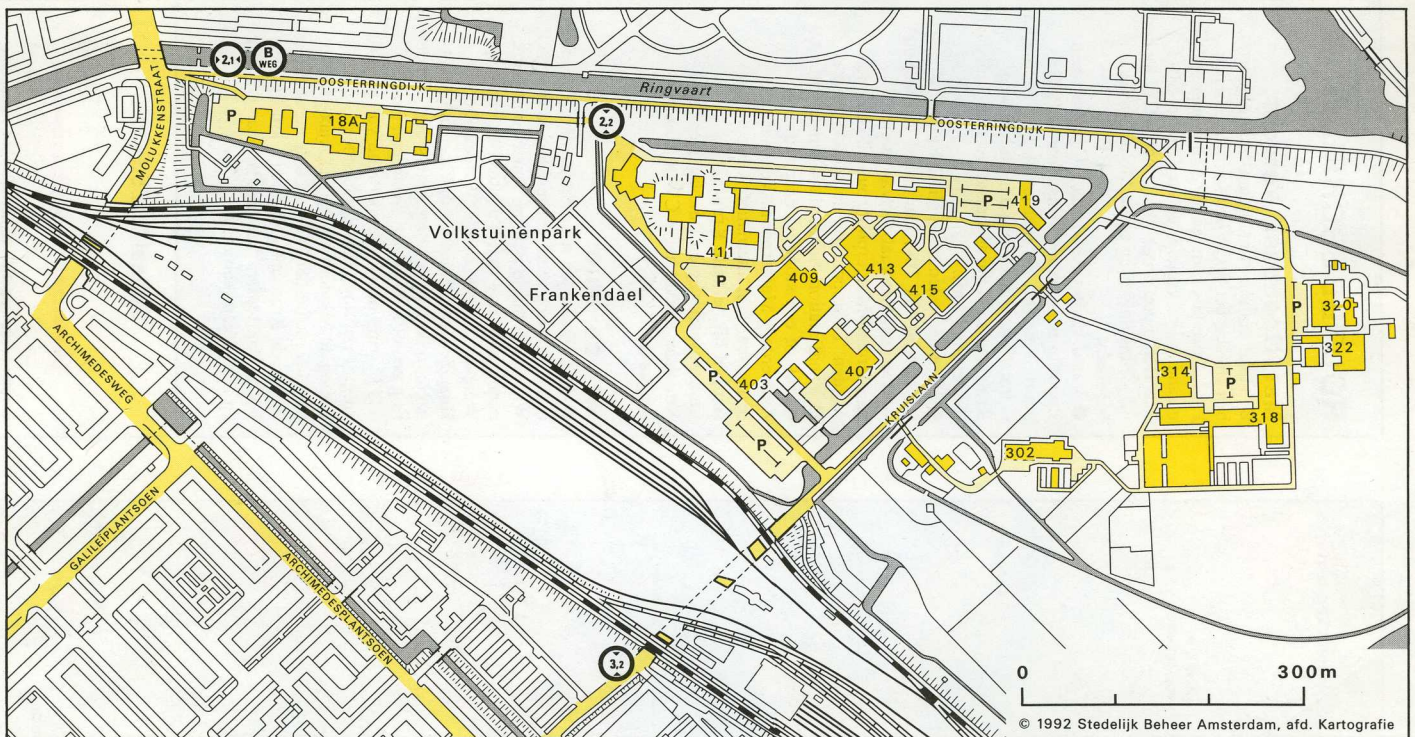 2,1
B
WEG
OOSTERRINGDIJK
Ringvaart
OOSTERRINGDIJK
MOLUKKENSTRAAT
P
18A
2,2
P
419
Volkstuinenpark
Frankendael
411
P
409
413
415
P
320
322
403
407
P
P
314
P
318
302
KRUISLAAN
ARCHIMEDESWEG
GALILEÏPLANTSOEN
ARCHIMEDESPLANTSOEN
3,2
0 300m
© 1992 Stedelijk Beheer Amsterdam, afd. Kartografie